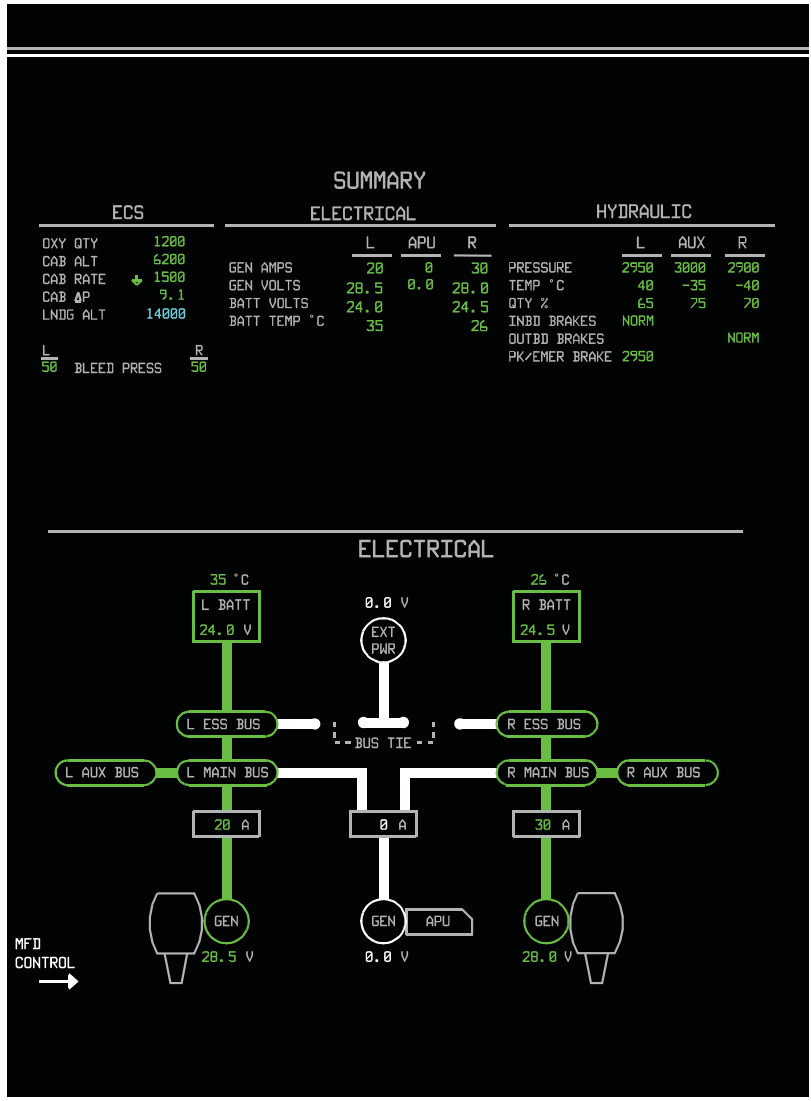 SUMMARY
ECS
OXY QTY 1200
CAB ALT 6200
CAB RATE 1500
CAB ΔP 9.1
LNDG ALT 14000
L R
50 BLEED PRESS 50
ELECTRICAL
L APU R
GEN AMPS 20 0 30
GEN VOLTS 28.5 0.0 28.0
BATT VOLTS 24.0 24.5
BATT TEMP °C 35 26
HYDRAULIC
L AUX R
PRESSURE 2950 3000 2900
TEMP °C 40 -35 -40
QTY % 65 75 70
INBD BRAKES NORM
OUTBD BRAKES NORM
PK/EMER BRAKE 2950
ELECTRICAL
35 °C 26 °C
L BATT 0.0 V R BATT
24.0 V EXT 24.5 V
PWR
L ESS BUS R ESS BUS
BUS TIE
L AUX BUS L MAIN BUS R MAIN BUS R AUX BUS
20 A 0 A 30 A
GEN GEN APU GEN
28.5 V 0.0 V 28.0 V
MFD
CONTROL